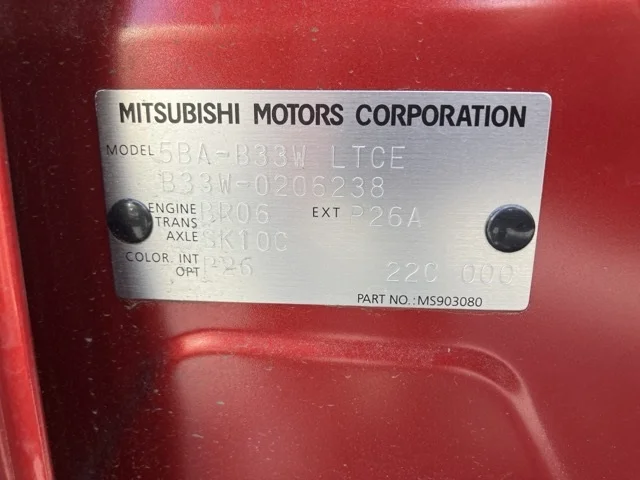 MITSUBISHI MOTORS CORPORATION
MODEL 5BA-B33W LTCE
B33W-0206238
ENGINE BR06 EXT P26A
TRANS
AXLE SK10C
COLOR. INT P26
OPT 22C 000
PART NO.:MS903080